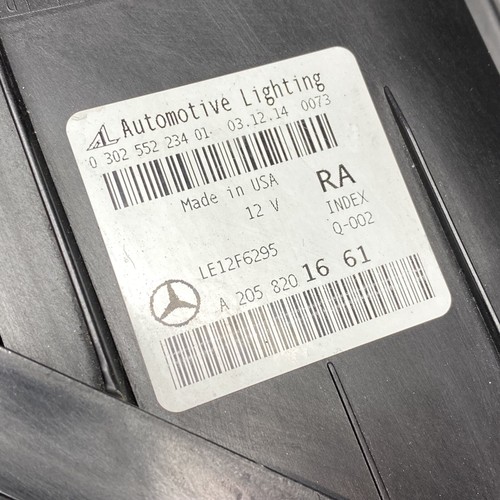 AL Automotive Lighting
0 302 552 234 01 03.12.14 0073
Made in USA RA
12 V INDEX
Q-002
LE12F6295
A 205 820 16 61